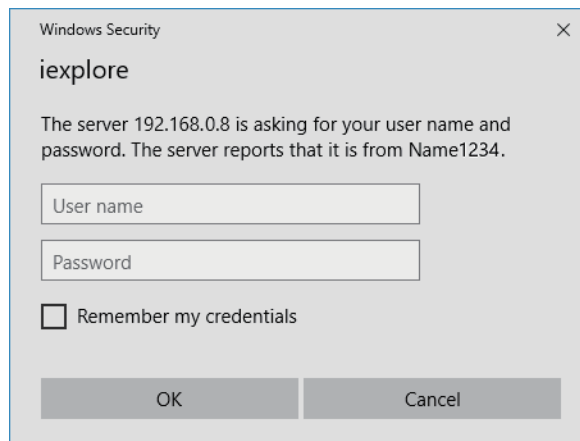 Windows Security
iexplore
The server 192.168.0.8 is asking for your user name and
password. The server reports that it is from Name1234.
User name
Password
Remember my credentials
OK
Cancel